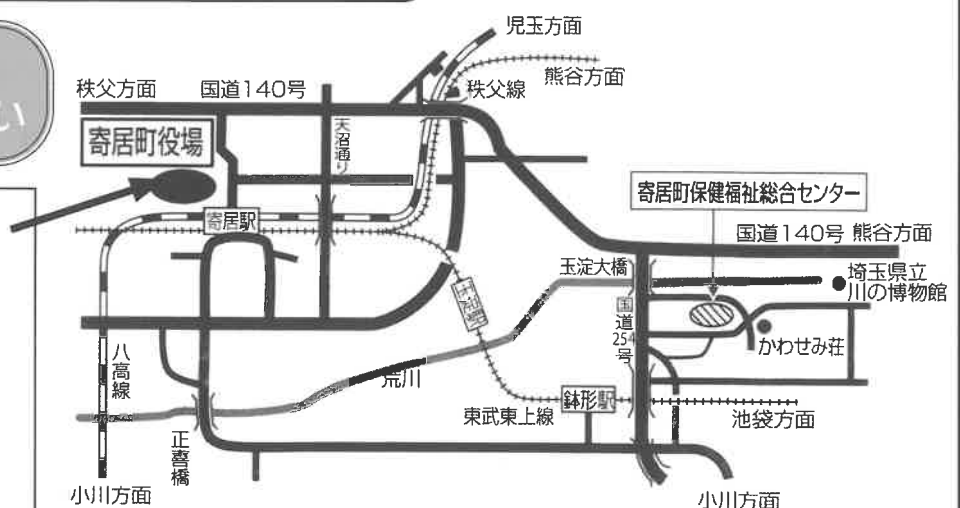 児玉方面
熊谷方面
秩父方面
国道140号
秩父線
い
寄居町役場
天沼通り
寄居町保健福祉総合センター
寄居駅
国道140号 熊谷方面
玉淀大橋
埼玉県立
川の博物館
玉淀駅
国道254号
かわせみ荘
八高線
荒川
鉢形駅
東武東上線
池袋方面
正喜橋
小川方面
小川方面